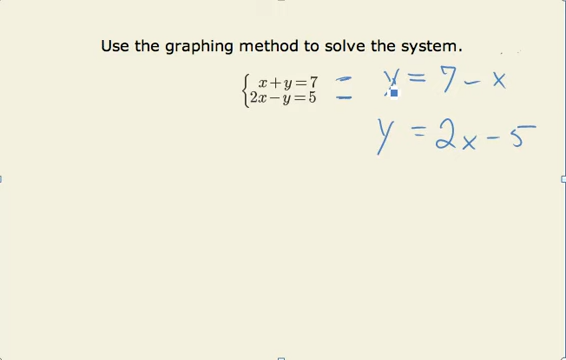 Use the graphing method to solve the system.
x+y=7 = y = 7 - x
2x-y=5 = y = 2x - 5